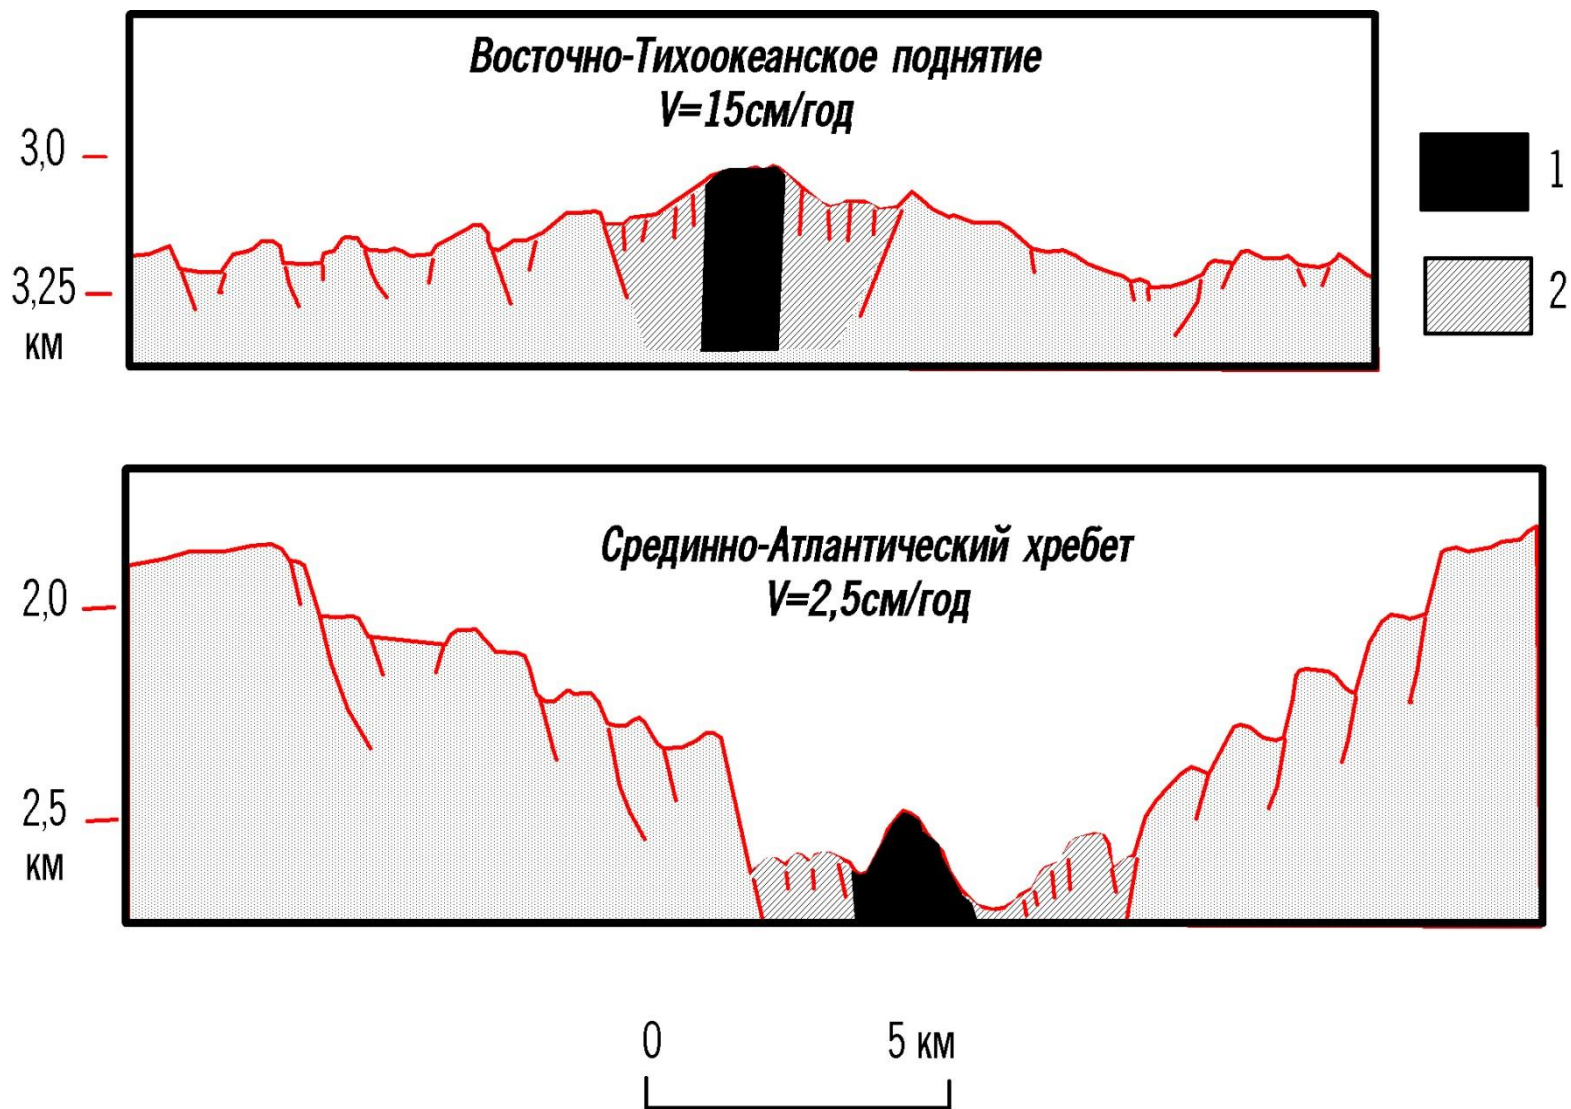 Восточно-Тихоокеанское поднятие
V=15см/год
3,0
3,25
км
1
2
Срединно-Атлантический хребет
V=2,5см/год
2,0
2,5
км
0 5 км